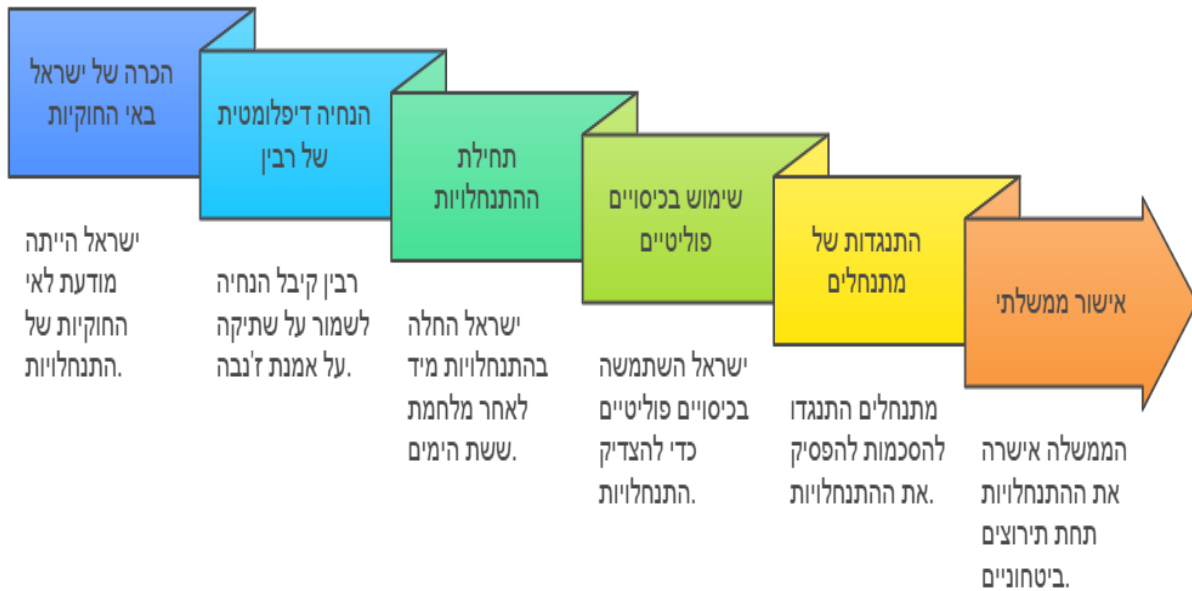 הכרה של ישראל
באי החוקיות
ישראל הייתה
מודעת לאי
החוקיות של
התנחלויות.
הנחיה דיפלומטית
של רבין
רבין קיבל הנחיה
לשמור על שתיקה
על אמנת ז'נבה.
תחילת
ההתנחלויות
ישראל החלה
בהתנחלויות מיד
לאחר מלחמת
ששת הימים.
שימוש בכיסויים
פוליטיים
ישראל השתמשה
בכיסויים פוליטיים
כדי להצדיק
התנחלויות.
התנגדות של
מתנחלים
מתנחלים התנגדו
להסכמות להפסיק
את ההתנחלויות.
אישור ממשלתי
הממשלה אישרה
את ההתנחלויות
תחת תירוצים
ביטחוניים.